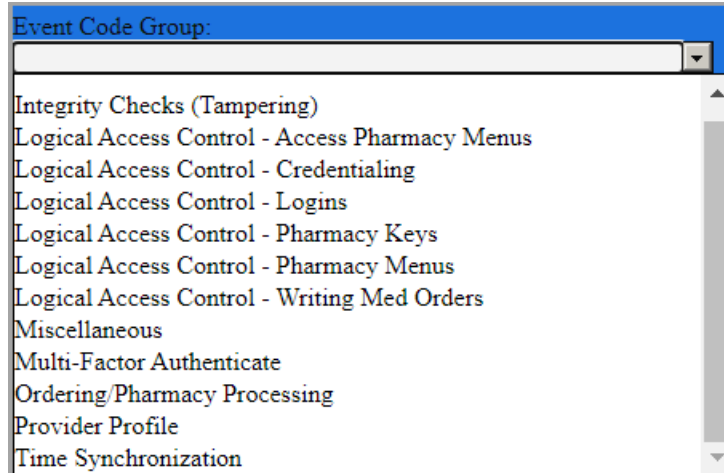 Event Code Group:
Integrity Checks (Tampering)
Logical Access Control - Access Pharmacy Menus
Logical Access Control - Credentialing
Logical Access Control - Logins
Logical Access Control - Pharmacy Keys
Logical Access Control - Pharmacy Menus
Logical Access Control - Writing Med Orders
Miscellaneous
Multi-Factor Authenticate
Ordering/Pharmacy Processing
Provider Profile
Time Synchronization